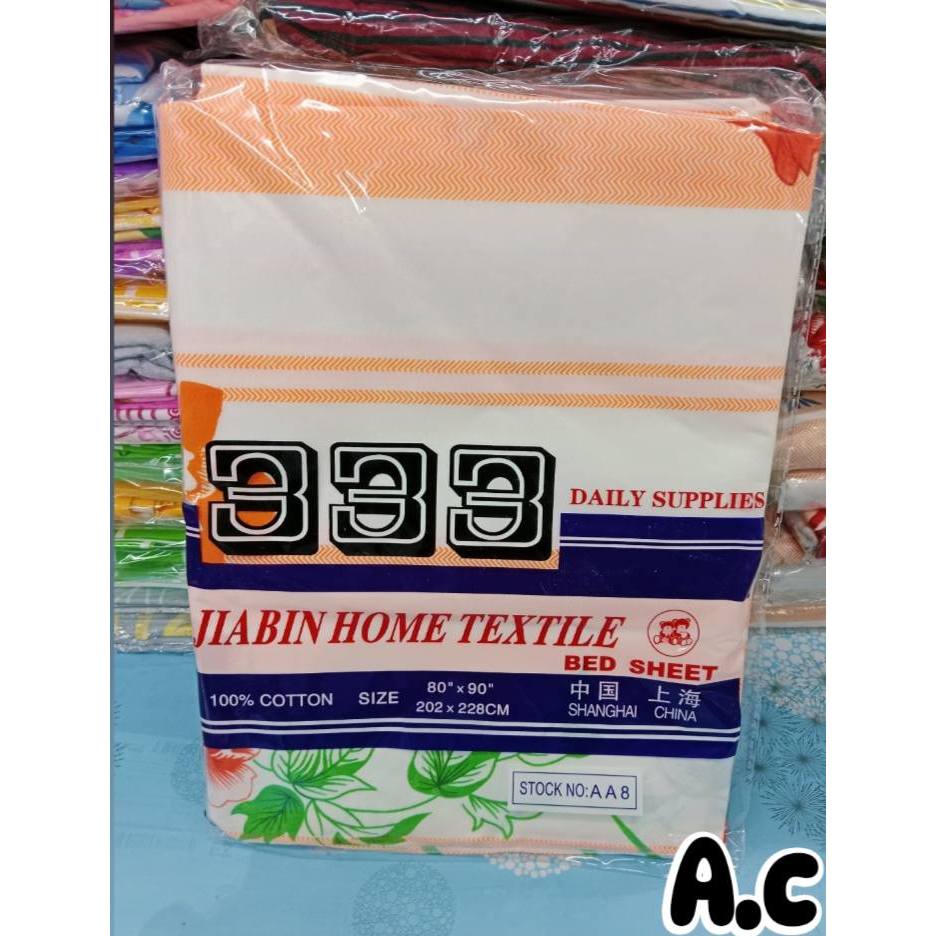 333
DAILY SUPPLIES
JIABIN HOME TEXTILE
BED SHEET
100% COTTON SIZE 80" x 90"
202 x 228CM
中国 上海
SHANGHAI CHINA
STOCK NO: A A 8
A.c